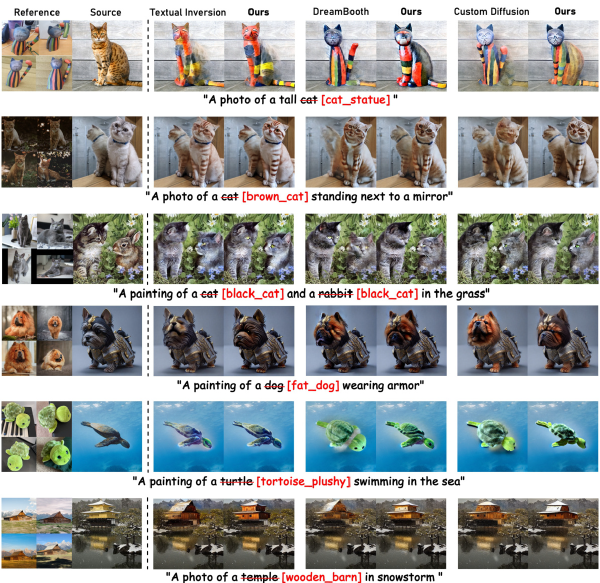 Reference Source Textual Inversion Ours DreamBooth Ours Custom Diffusion Ours
"A photo of a tall cat [cat_statue] "
"A photo of a cat [brown_cat] standing next to a mirror"
"A painting of a cat [black_cat] and a rabbit [black_cat] in the grass"
"A painting of a dog [fat_dog] wearing armor"
"A painting of a turtle [tortoise_plushy] swimming in the sea"
"A photo of a temple [wooden_barn] in snowstorm "